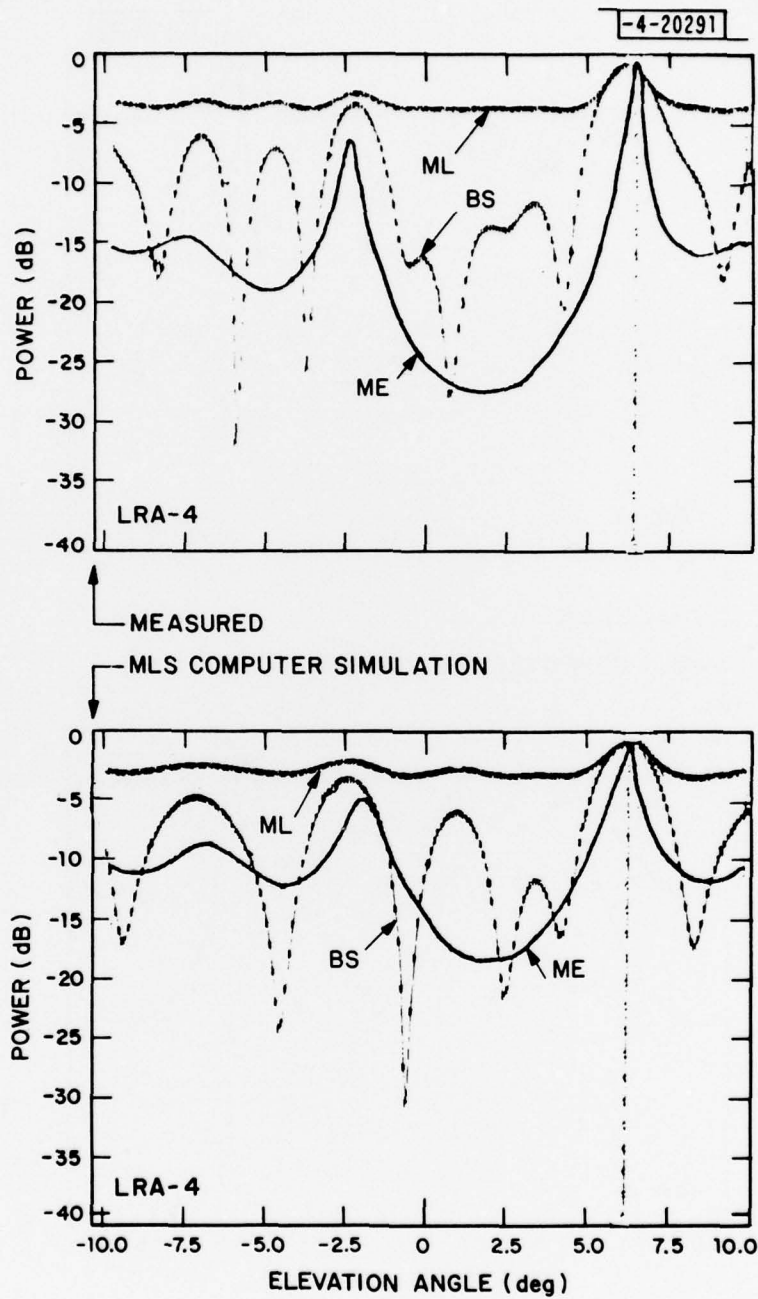 -4-20291
0
-5
-10
-15
-20
-25
-30
-35
-40
POWER (dB)
ML
BS
ME
LRA-4
MEASURED
MLS COMPUTER SIMULATION
0
-5
-10
-15
-20
-25
-30
-35
-40
POWER (dB)
ML
BS
ME
LRA-4
-10.0 -7.5 -5.0 -2.5 0 2.5 5.0 7.5 10.0
ELEVATION ANGLE (deg)